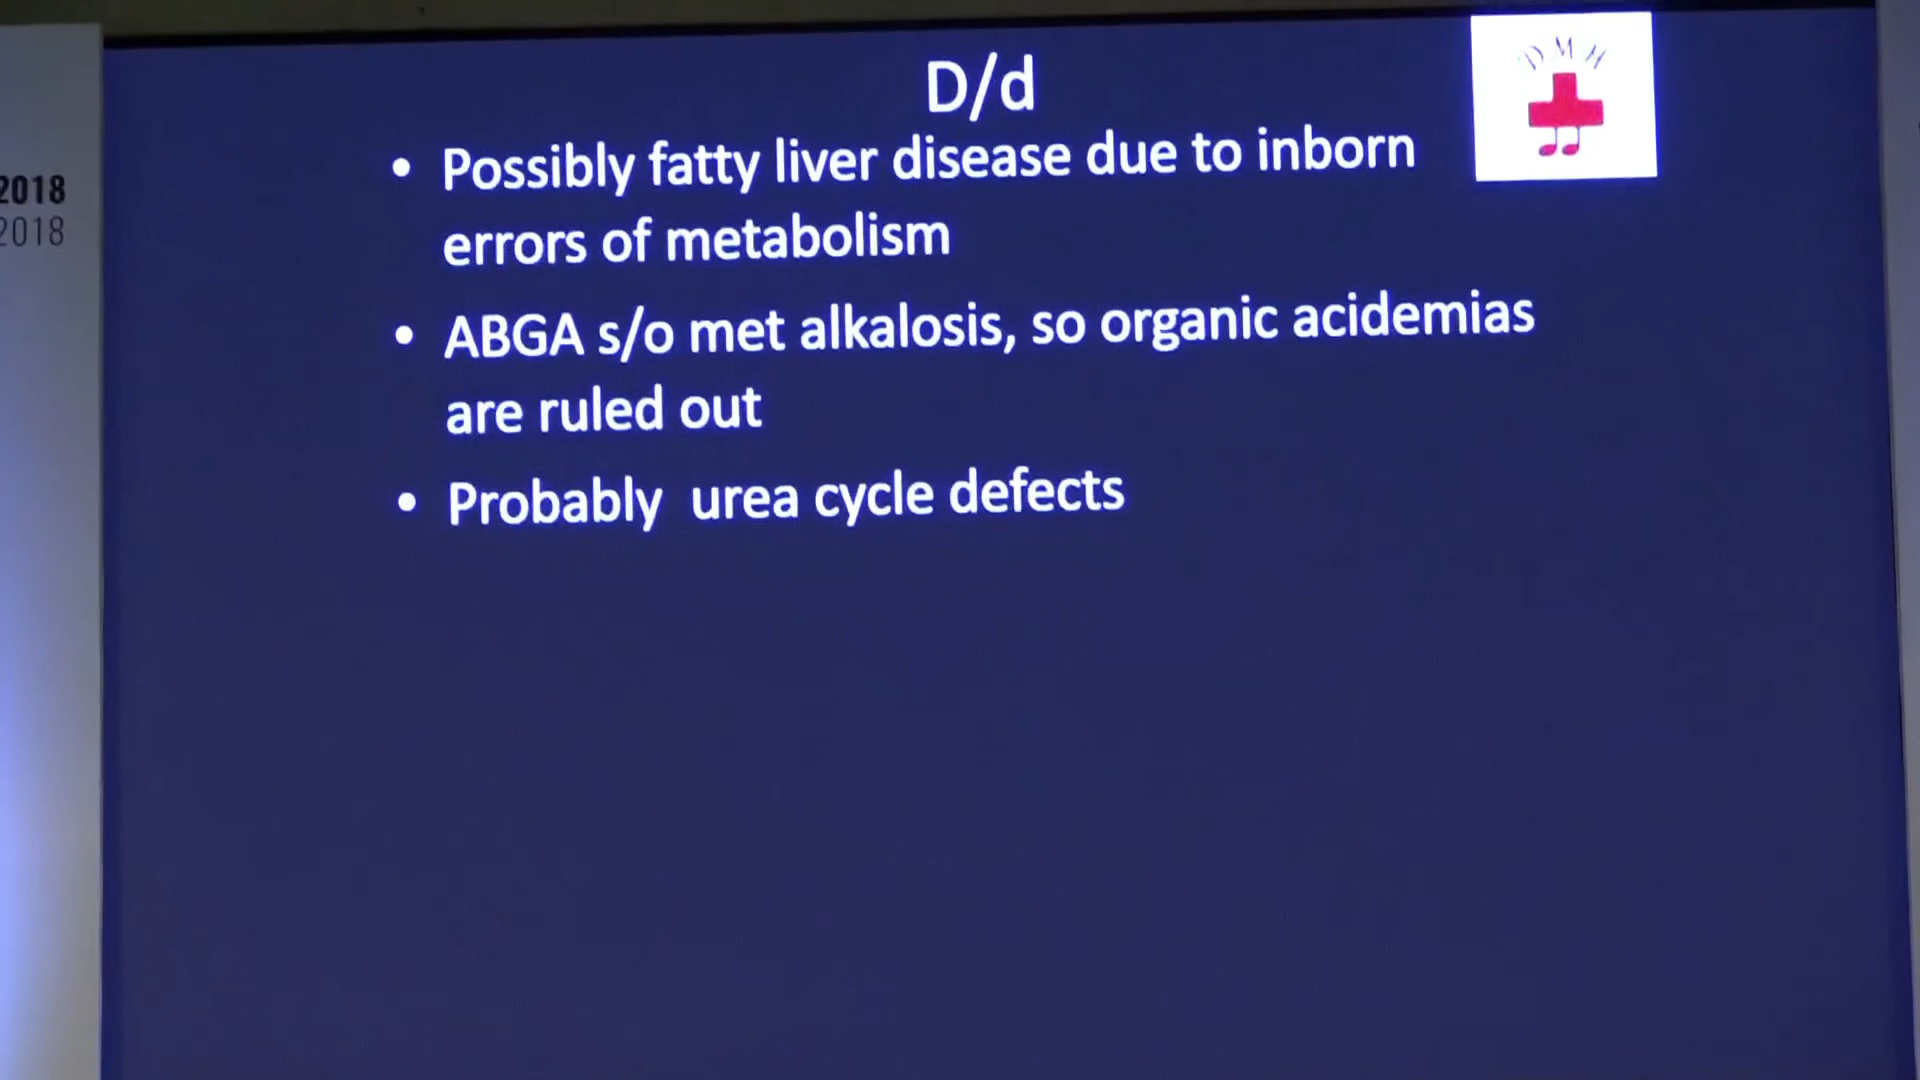 D/d
DMH
• Possibly fatty liver disease due to inborn
errors of metabolism
• ABGA s/o met alkalosis, so organic acidemias
are ruled out
• Probably urea cycle defects
2018
2018